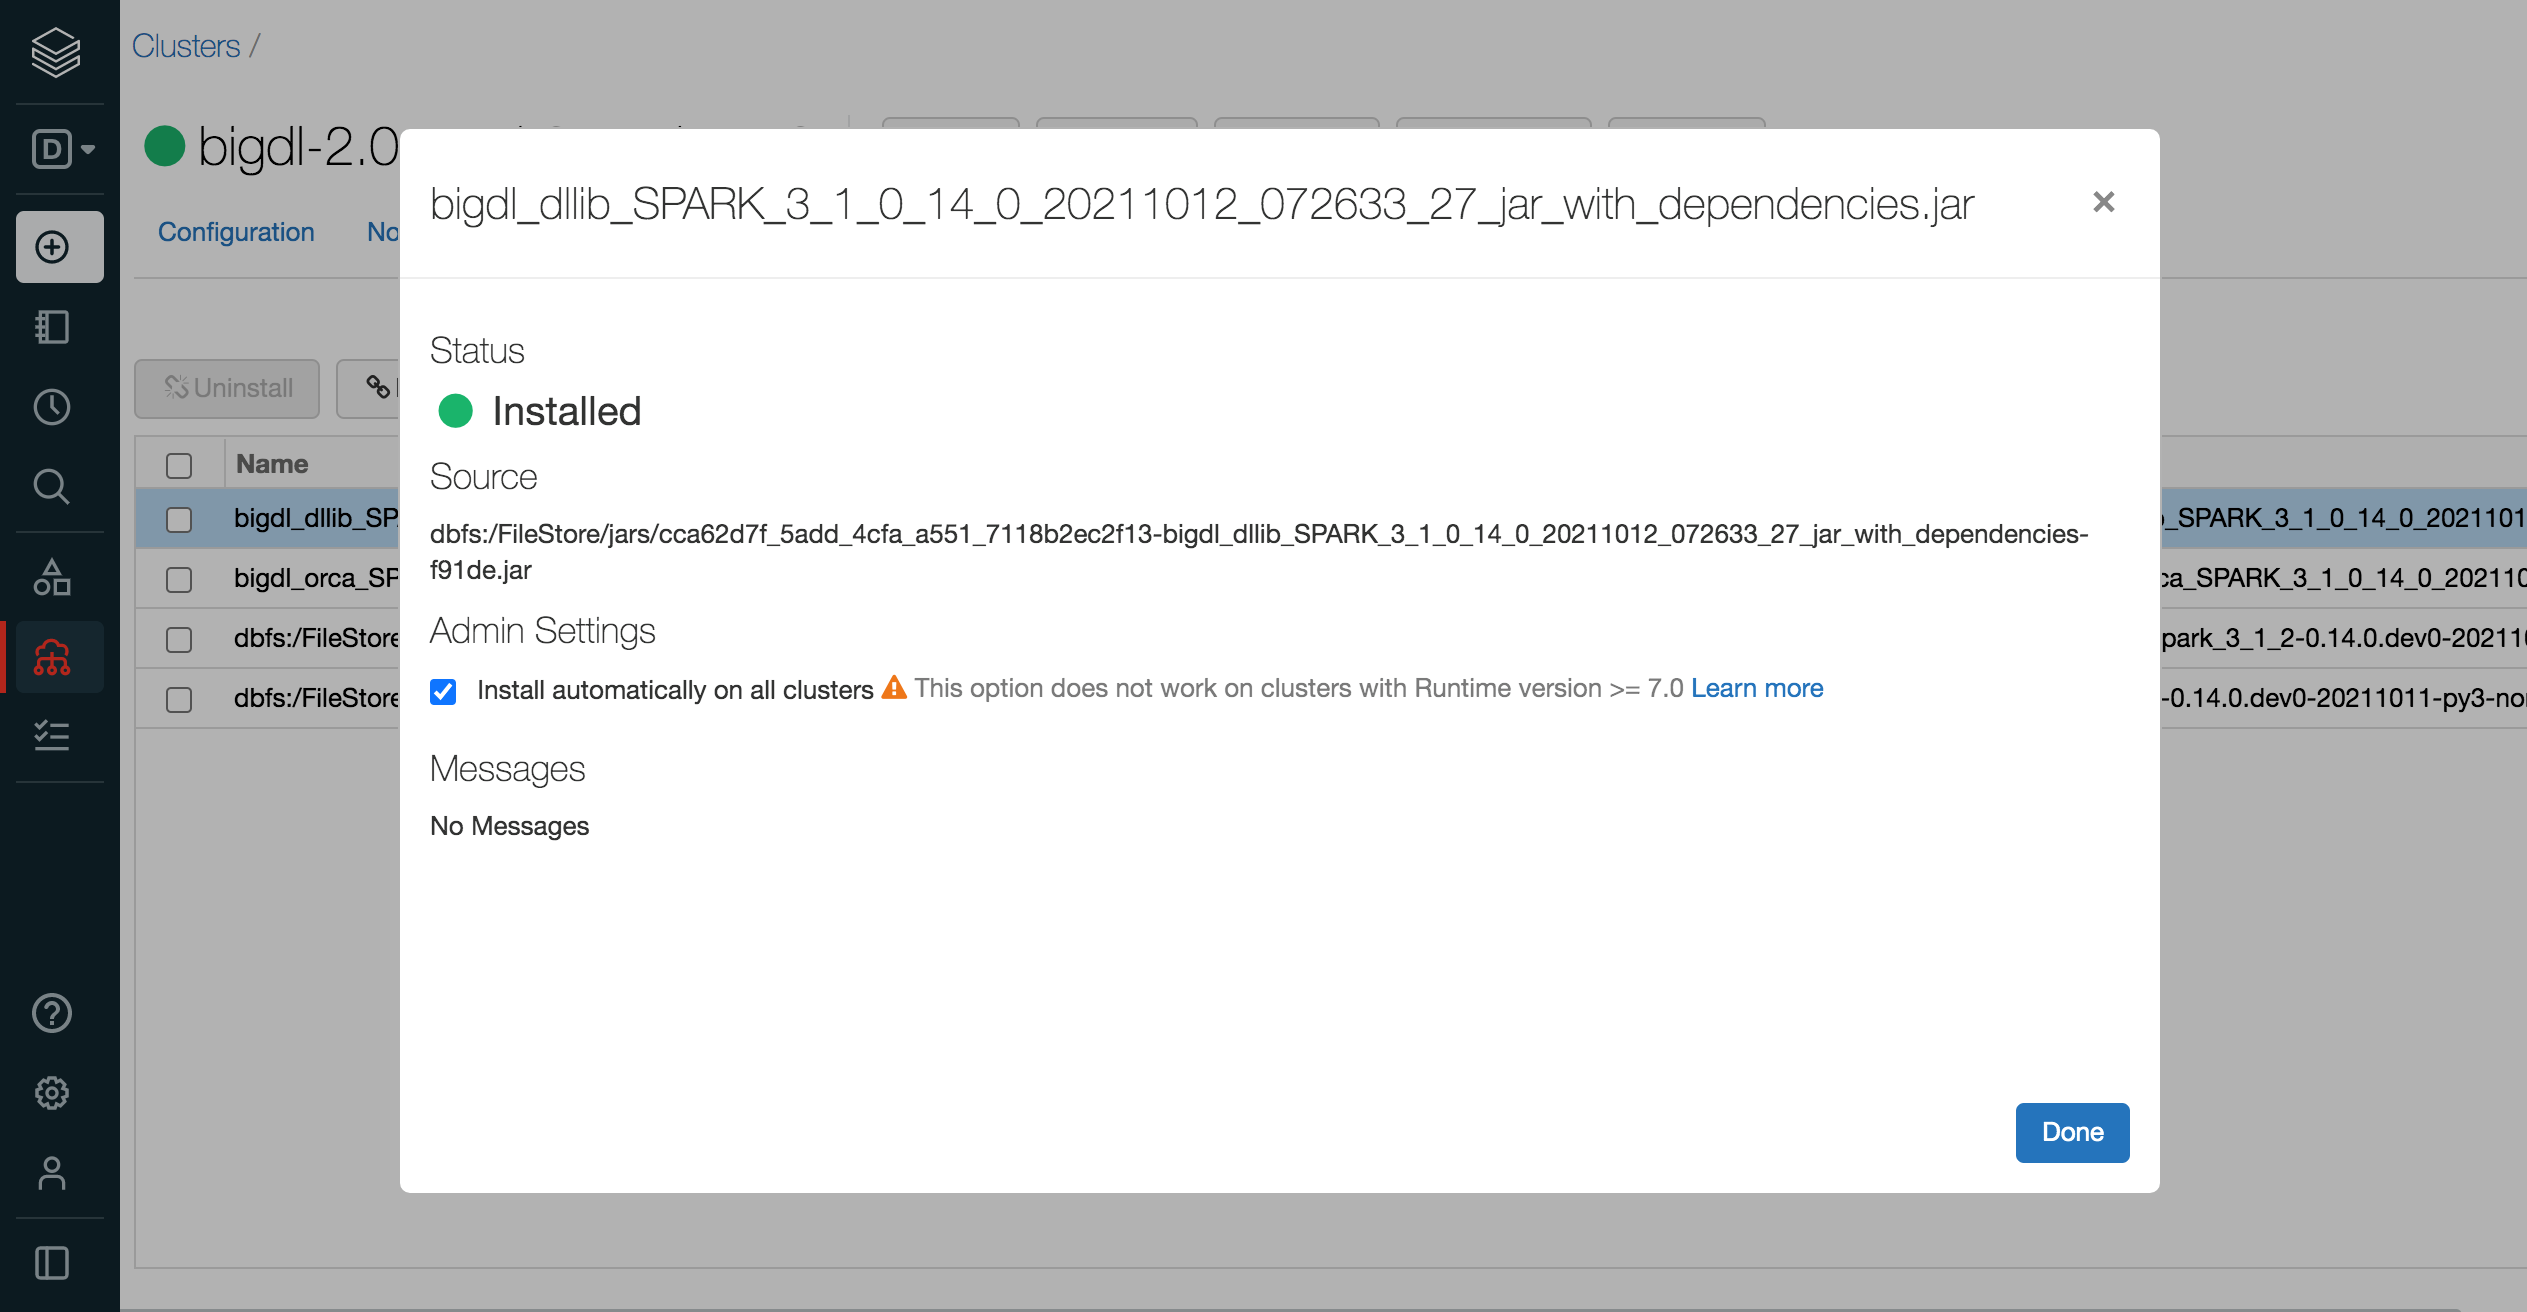 Clusters /
D
bigdl-2.0
bigdl_dllib_SPARK_3_1_0_14_0_20211012_072633_27_jar_with_dependencies.jar
×
Configuration
Status
Uninstall
Installed
Name
Source
bigdl_dllib_SPA
dbfs:/FileStore/jars/cca62d7f_5add_4cfa_a551_7118b2ec2f13-bigdl_dllib_SPARK_3_1_0_14_0_20211012_072633_27_jar_with_dependencies-
f91de.jar
_SPARK_3_1_0_14_0_2021101
bigdl_orca_SP
ca_SPARK_3_1_0_14_0_20211
Admin Settings
dbfs:/FileStore
park_3_1_2-0.14.0.dev0-20211
Install automatically on all clusters This option does not work on clusters with Runtime version >= 7.0 Learn more
dbfs:/FileStore
-0.14.0.dev0-20211011-py3-no
Messages
No Messages
Done